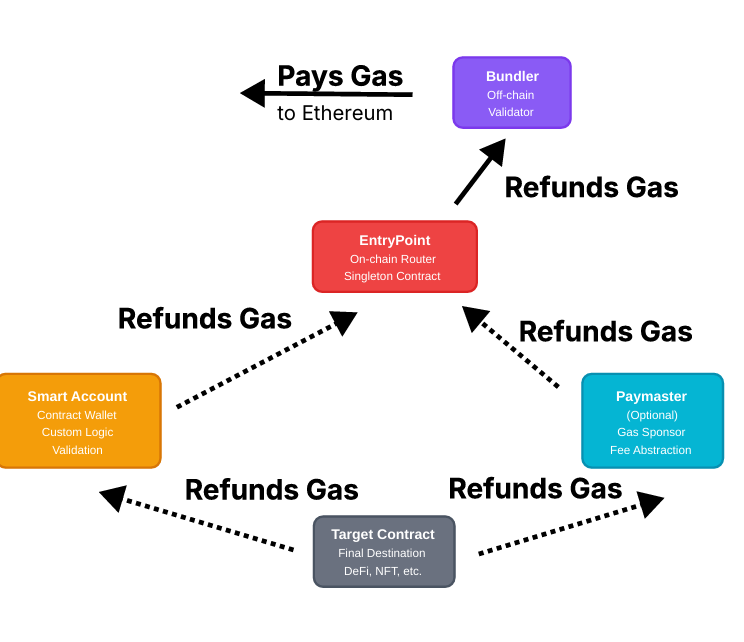 Pays Gas
to Ethereum
Bundler
Off-chain
Validator
Refunds Gas
EntryPoint
On-chain Router
Singleton Contract
Refunds Gas
Refunds Gas
Smart Account
Contract Wallet
Custom Logic
Validation
Paymaster
(Optional)
Gas Sponsor
Fee Abstraction
Refunds Gas
Refunds Gas
Target Contract
Final Destination
DeFi, NFT, etc.